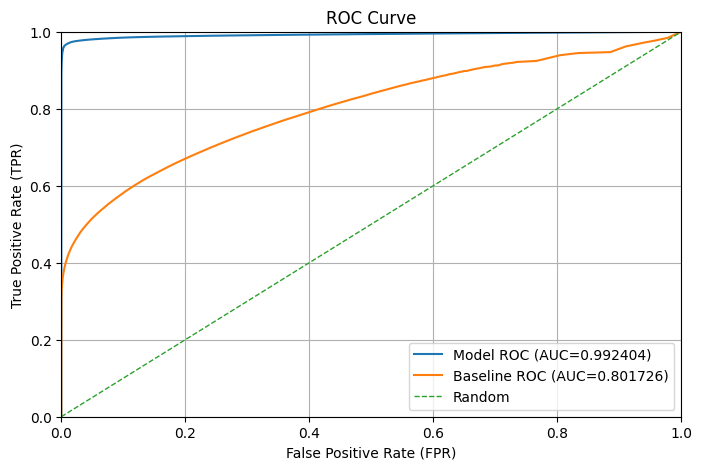 ROC Curve
True Positive Rate (TPR)
1.0
0.8
0.6
0.4
0.2
0.0
Model ROC (AUC=0.992404)
Baseline ROC (AUC=0.801726)
Random
0.0 0.2 0.4 0.6 0.8 1.0
False Positive Rate (FPR)